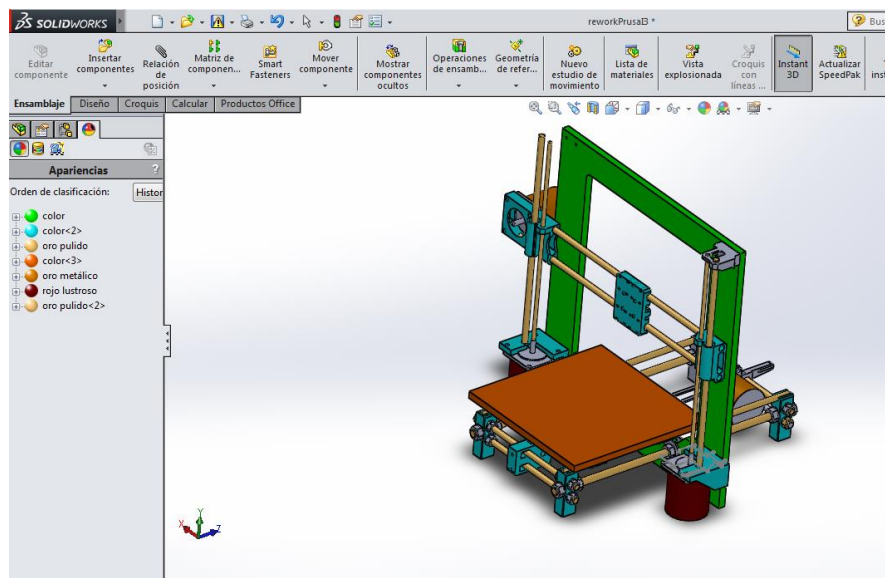 SOLIDWORKS
reworkPrusaI3 *
Bus
Editar componente
Insertar componentes
Relación de posición
Matriz de componen...
Smart Fasteners
Mover componente
Mostrar componentes ocultos
Operaciones de ensamb...
Geometría de refer...
Nuevo estudio de movimiento
Lista de materiales
Vista explosionada
Croquis con líneas ...
Instant 3D
Actualizar SpeedPak
inst
Ensamblaje
Diseño
Croquis
Calcular
Productos Office
Apariencias
?
Orden de clasificación:
Histor
color
color<2>
oro pulido
color<3>
oro metálico
rojo lustroso
oro pulido<2>
Y
X
Z